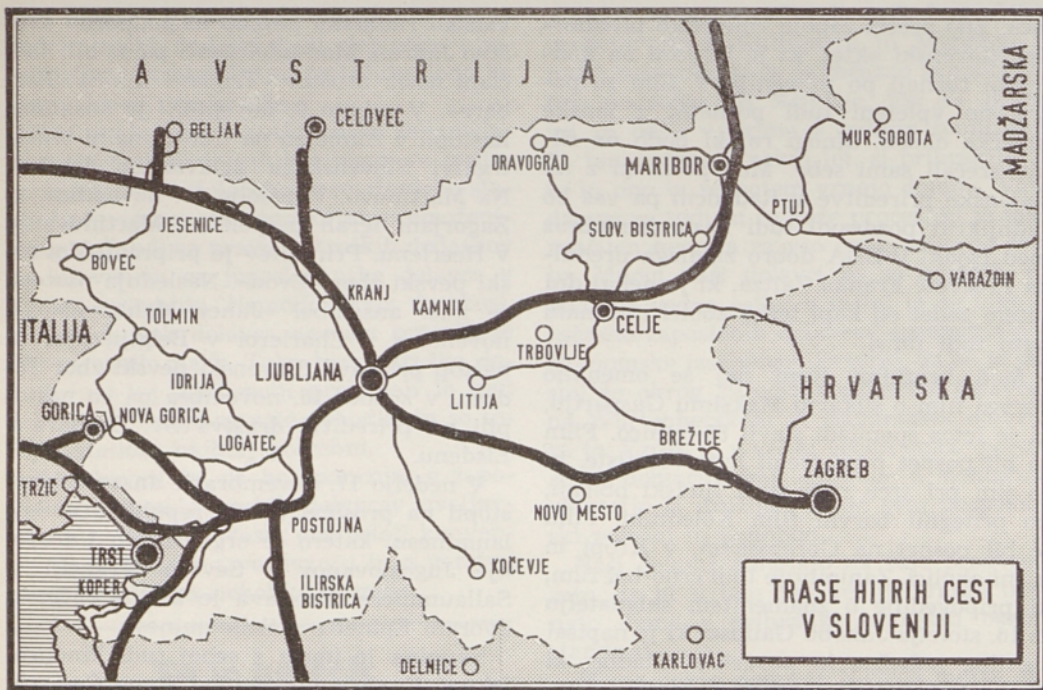 AVSTRIJA
MADŽARSKA
BELJAK
CELOVEC
DRAVOGRAD
MARIBOR
MUR. SOBOTA
JESENICE
PTUJ
BOVEC
SLOV. BISTRICA
VARAŽDIN
KRANJ
KAMNIK
ITALIJA
TOLMIN
CELJE
TRBOVLJE
LJUBLJANA
IDRIJA
LITIJA
HRVATSKA
GORICA
NOVA GORICA
LOGATEC
BREŽICE
ZAGREB
TRŽIČ
POSTOJNA
NOVO MESTO
TRST
KOPER
ILIRSKA
BISTRICA
KOČEVJE
DELNICE
KARLOVAC
TRASE HITRIH CEST
V SLOVENIJI